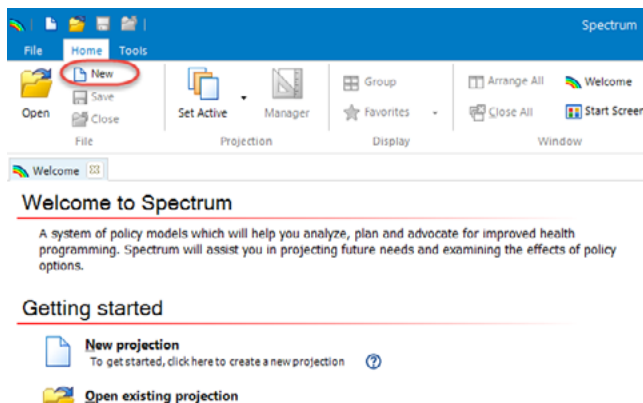 Spectrum
File Home Tools
New
Save
Close
Open
Set Active
Manager
Group
Favorites
Arrange All
Close All
Welcome
Start Screen
File Projection Display Window
Welcome
Welcome to Spectrum
A system of policy models which will help you analyze, plan and advocate for improved health
programming. Spectrum will assist you in projecting future needs and examining the effects of policy
options.
Getting started
New projection
To get started, click here to create a new projection ?
Open existing projection